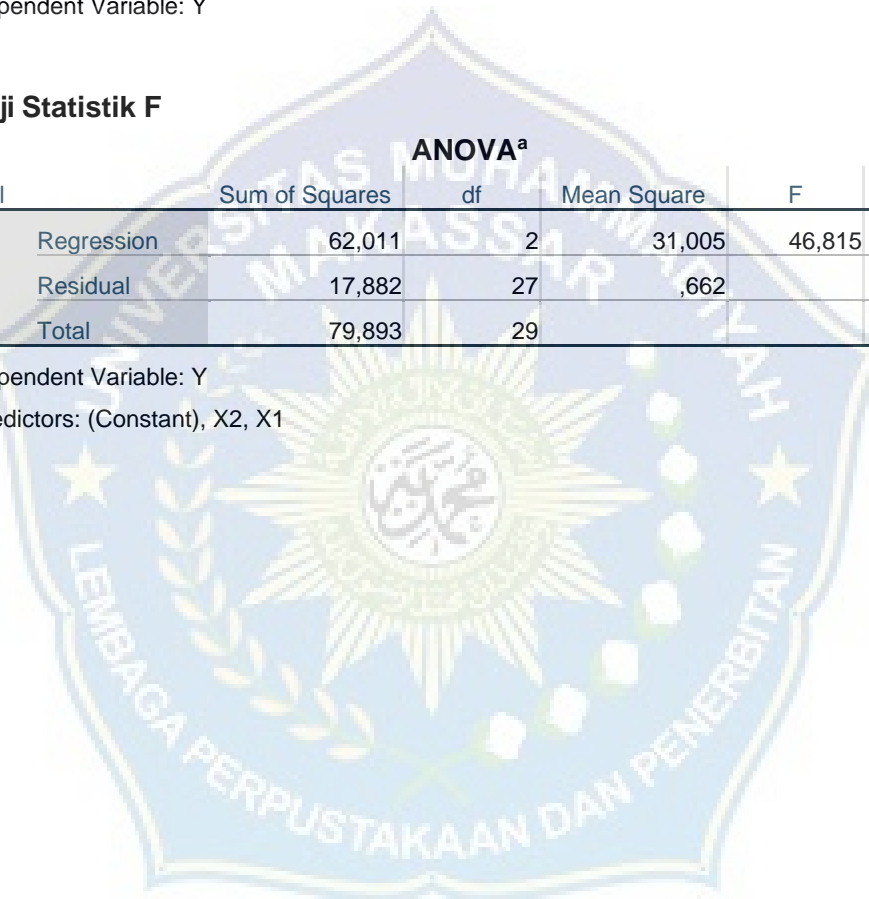 pendent Variable: Y
ji Statistik F
ANOVAa
l Sum of Squares df Mean Square F
Regression 62,011 2 31,005 46,815
Residual 17,882 27 ,662
Total 79,893 29
pendent Variable: Y
edictors: (Constant), X2, X1
UNIVERSITAS MUHAMMADIYAH
MAKASSAR
LEMBAGA PERPUSTAKAAN DAN PENERBITAN